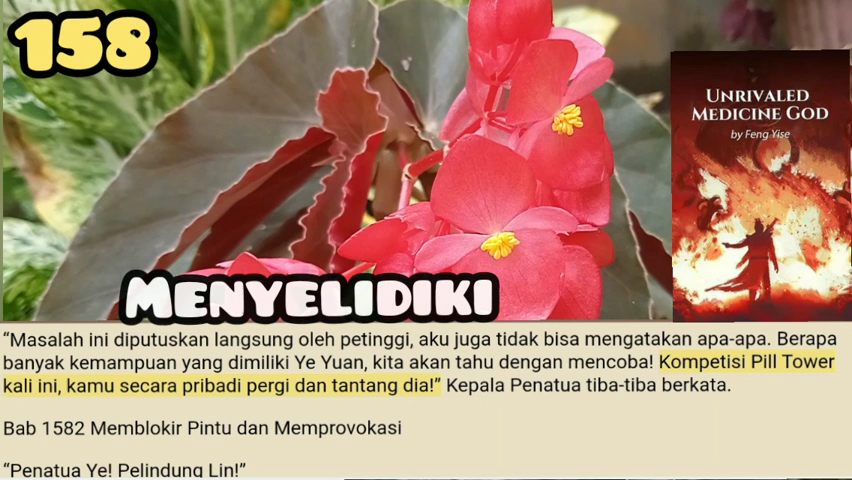 158
UNRIVALED
MEDICINE GOD
by Feng Yise
MENYELIDIKI
“Masalah ini diputuskan langsung oleh petinggi, aku juga tidak bisa mengatakan apa-apa. Berapa
banyak kemampuan yang dimiliki Ye Yuan, kita akan tahu dengan mencoba! Kompetisi Pill Tower
kali ini, kamu secara pribadi pergi dan tantang dia!” Kepala Penatua tiba-tiba berkata.
Bab 1582 Memblokir Pintu dan Memprovokasi
“Penatua Ye! Pelindung Lin!”